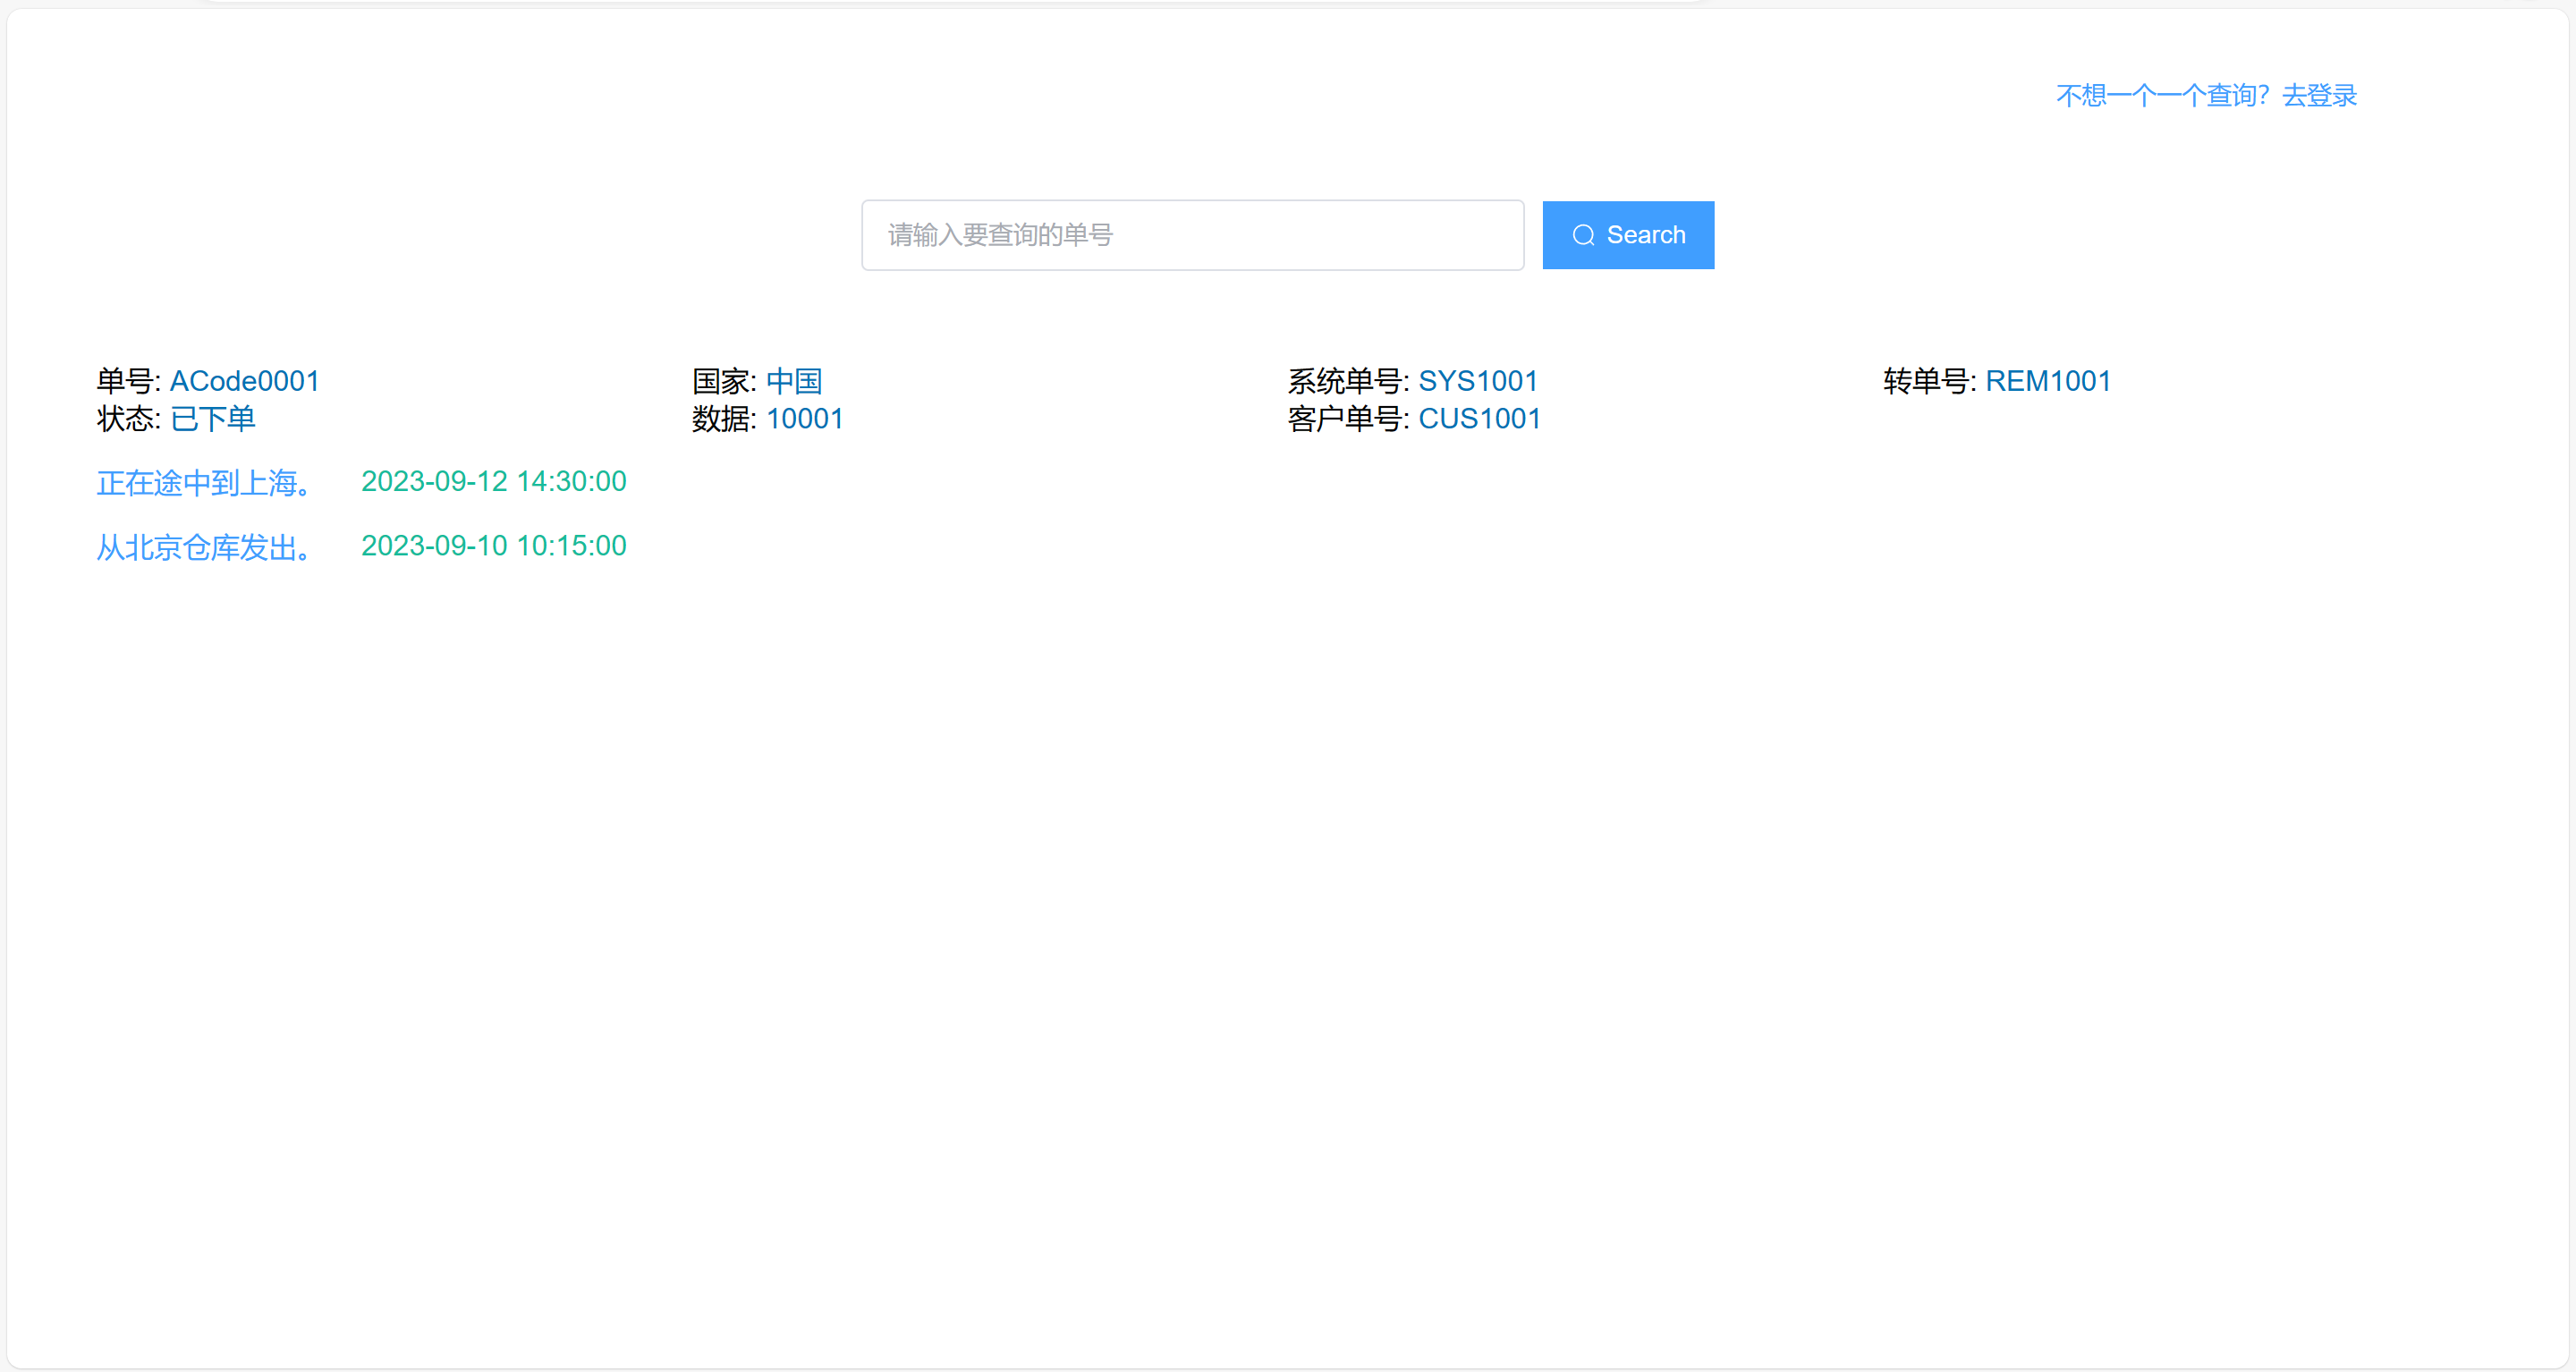 不想一个一个查询？去登录
请输入要查询的单号
Search
单号: ACode0001 国家: 中国 系统单号: SYS1001 转单号: REM1001
状态: 已下单 数据: 10001 客户单号: CUS1001
正在途中到上海。 2023-09-12 14:30:00
从北京仓库发出。 2023-09-10 10:15:00